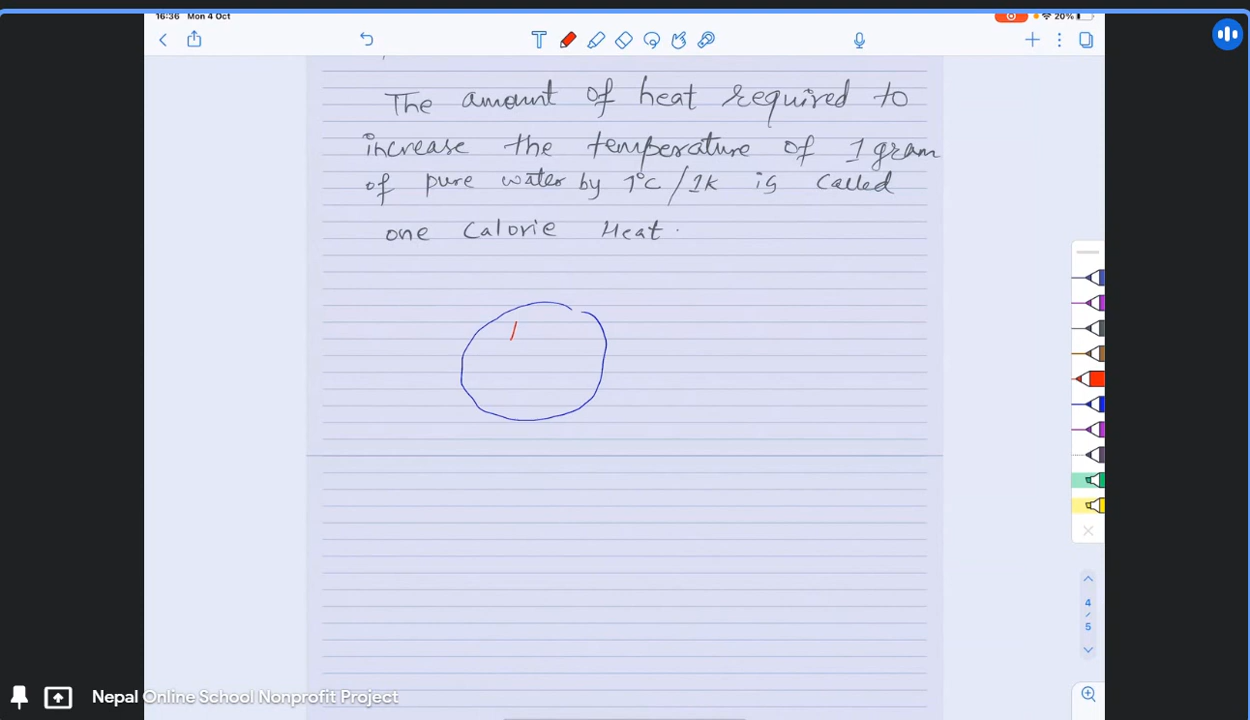 16:36 Mon 4 Oct
20%
T
The amount of heat required to
increase the temperature of 1 gram
of pure water by 1°C / 1k is called
one Calorie Heat.
4
/
5
Nepal Online School Nonprofit Project